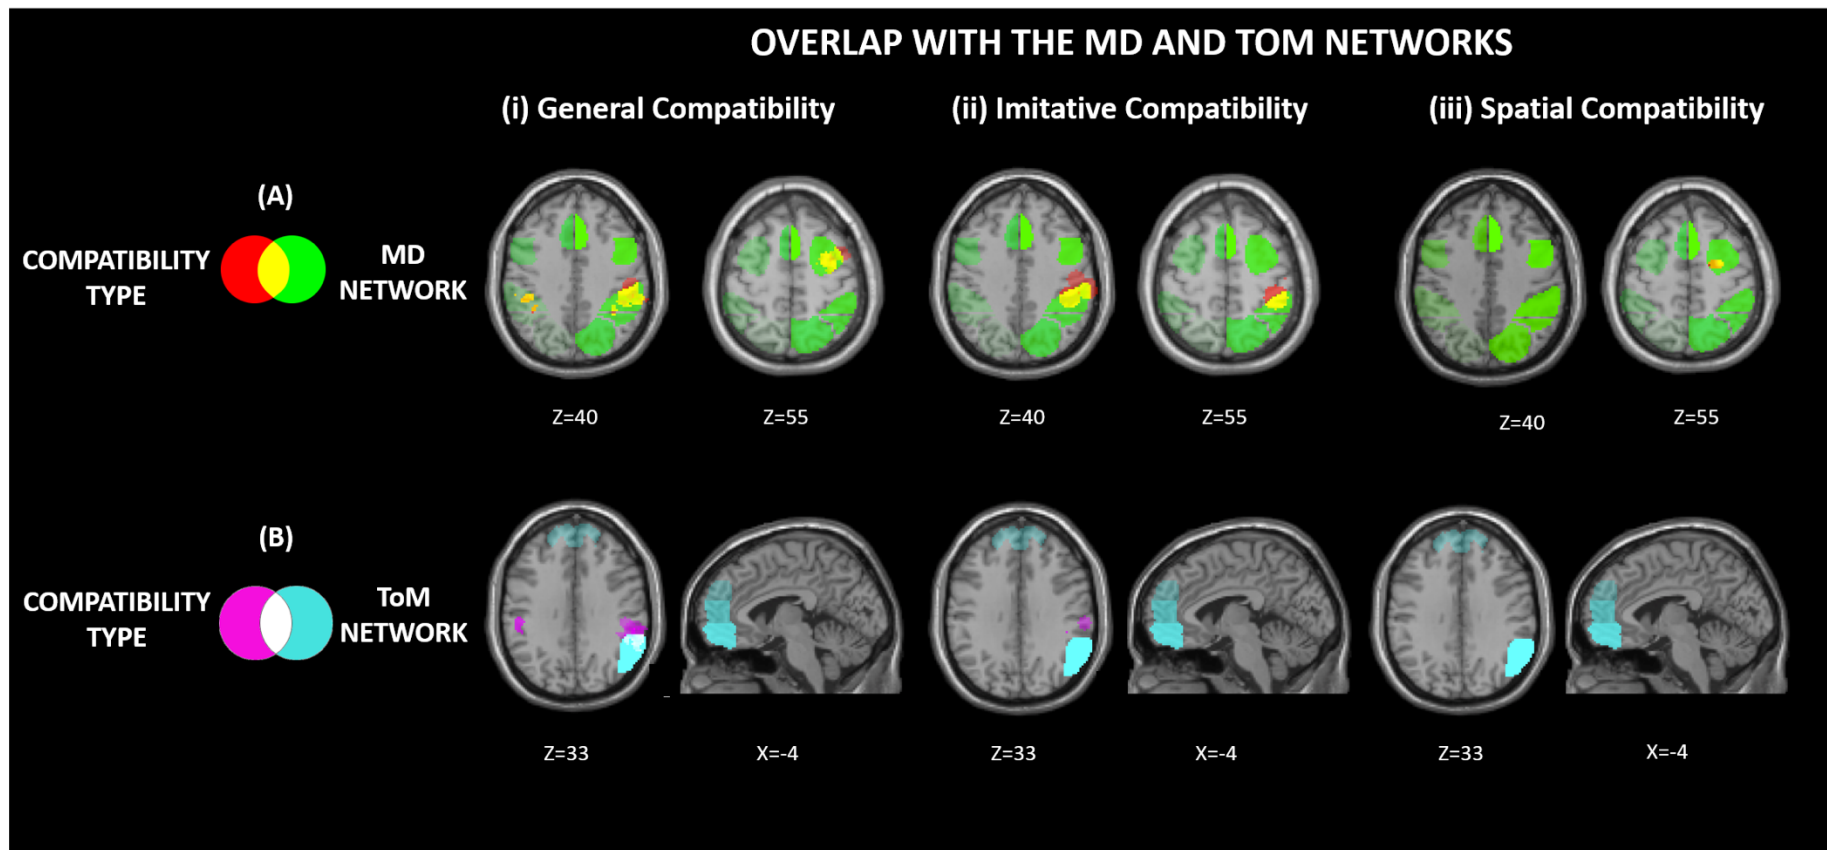 OVERLAP WITH THE MD AND TOM NETWORKS
(i) General Compatibility
(ii) Imitative Compatibility
(iii) Spatial Compatibility
(A)
COMPATIBILITY
TYPE
MD
NETWORK
Z=40
Z=55
Z=40
Z=55
Z=40
Z=55
(B)
COMPATIBILITY
TYPE
ToM
NETWORK
Z=33
X=-4
Z=33
X=-4
Z=33
X=-4